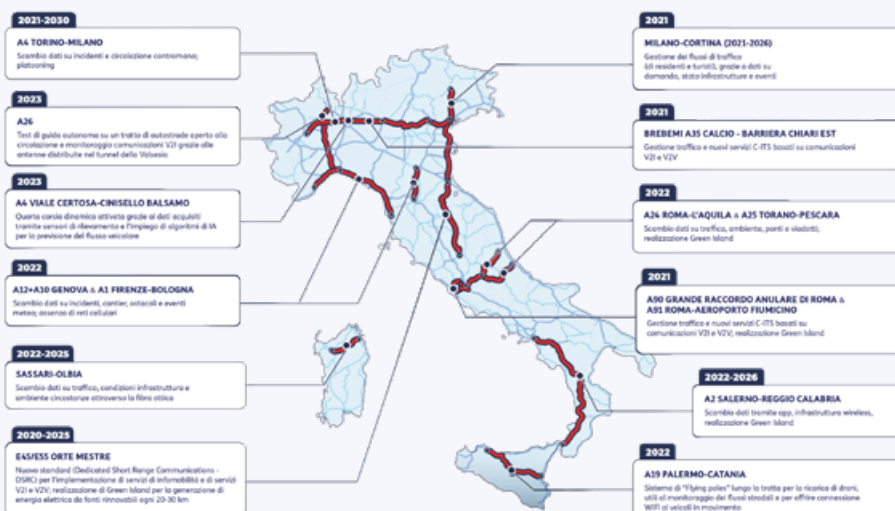 2021-2030
A4 TORINO-MILANO
Scambio dati su incidenti e circolazione contromano;
platooning
2023
A26
Test di guida autonoma su un tratto di autostrade aperto alla
circolazione e monitoraggio comunicazioni V2I grazie alle
antenne distribuite nel tunnel della Valsesia
2023
A4 VIALE CERTOSA-CINISELLO BALSAMO
Quarta corsia dinamica attivata grazie ai dati acquisiti
tramite sensori di rilevamento e l'impiego di algoritmi di IA
per la previsione del flusso veicolare
2022
A12+A10 GENOVA & A1 FIRENZE-BOLOGNA
Scambio dati su incidenti, cantier, ostacoli e eventi
meteo; assenza di reti cellulari
2022-2025
SASSARI-OLBIA
Scambio dati su traffico, condizioni infrastruttura e
ambiente circostante attraverso la fibra ottica
2020-2025
E45/E55 ORTE MESTRE
Nuovo standard (Dedicated Short Range Communications -
DSRC) per l'implementazione di servizi di infomobilità e di servizi
V2I e V2V; realizzazione di Green Island per la generazione di
energia elettrica da fonti rinnovabili ogni 20-30 km
2021
MILANO-CORTINA (2021-2026)
Gestione dei flussi di traffico
(di residenti e turisti), grazie a dati su
domanda, stato infrastrutture e eventi
2021
BREBEMI A35 CALCIO - BARRIERA CHIARI EST
Gestione traffico e nuovi servizi C-ITS basati su comunicazioni
V2I e V2V
2022
A24 ROMA-L'AQUILA & A25 TORANO-PESCARA
Scambio dati su traffico, ambiente, ponti e viadotti;
realizzazione Green Island
2021
A90 GRANDE RACCORDO ANULARE DI ROMA &
A91 ROMA-AEROPORTO FIUMICINO
Gestione traffico e nuovi servizi C-ITS basati su
comunicazioni V2I e V2V; realizzazione Green Island
2022-2026
A2 SALERNO-REGGIO CALABRIA
Scambio dati tramite app, infrastruttura wireless,
realizzazione Green Island
2022
A19 PALERMO-CATANIA
Sistema di "Flying poles" lungo la tratta per la ricarica di droni,
utili al monitoraggio dei flussi stradali e per offrire connessione
WIFI ai veicoli in movimento